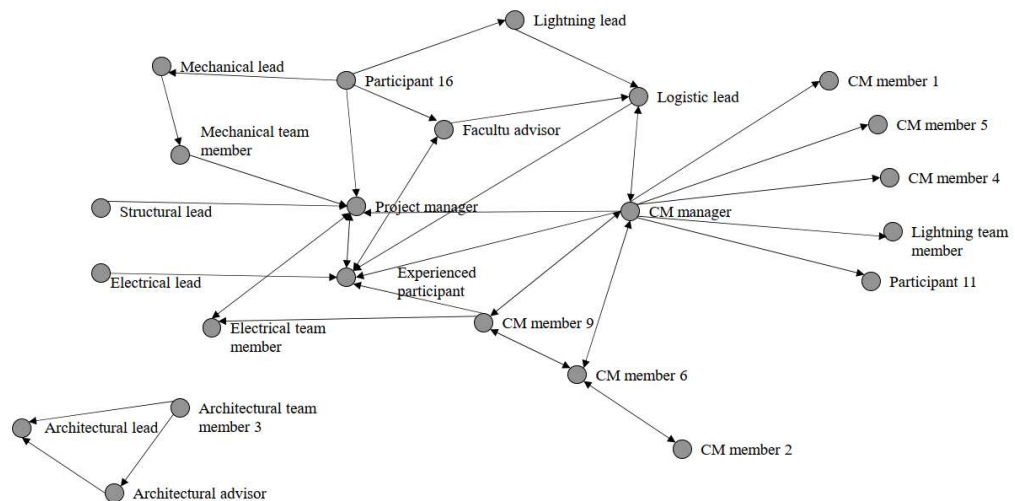 Lightning lead
Mechanical lead
Participant 16
CM member 1
Logistic lead
CM member 5
Mechanical team
member
Facultu advisor
CM member 4
Structural lead
Project manager
CM manager
Lightning team
member
Electrical lead
Experienced
participant
Participant 11
Electrical team
member
CM member 9
CM member 6
Architectural team
member 3
Architectural lead
CM member 2
Architectural advisor